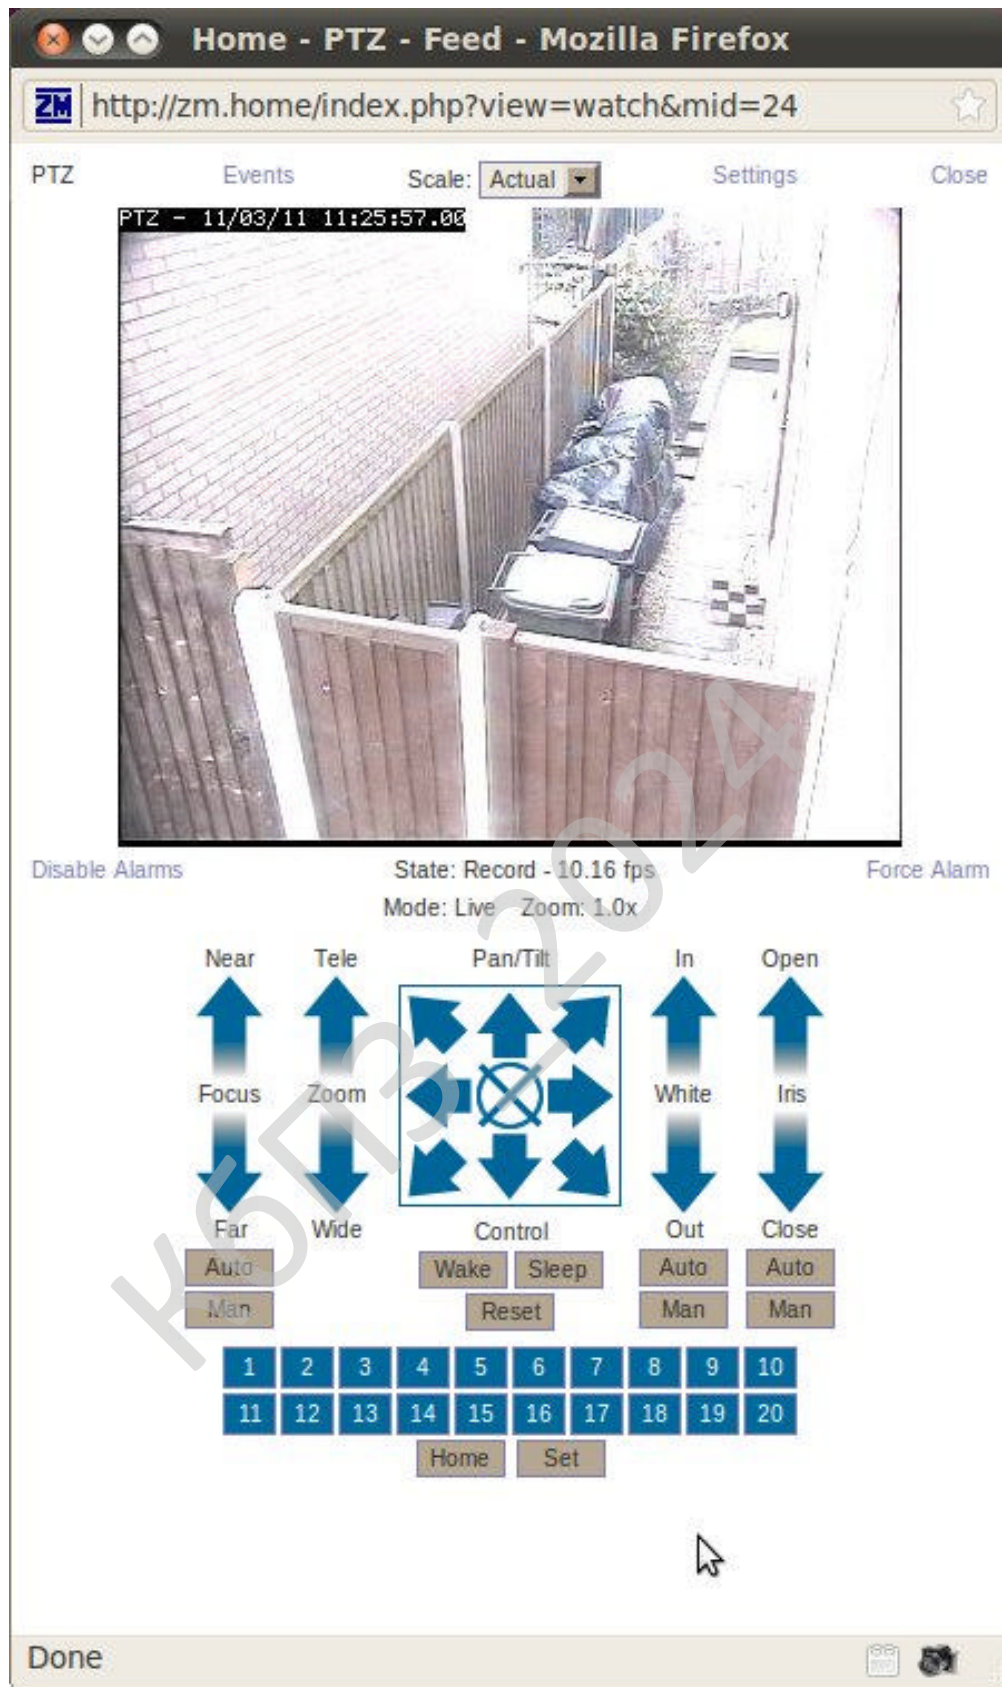 Home - PTZ - Feed - Mozilla Firefox
ZM http://zm.home/index.php?view=watch&mid=24
PTZ Events Scale: Actual Settings Close
PTZ - 11/03/11 11:25:57.00
Disable Alarms State: Record - 10.16 fps Force Alarm
Mode: Live Zoom: 1.0x
Near Tele Pan/Tilt In Open
Focus Zoom White Iris
Far Wide Control Out Close
Auto Wake Sleep Auto Auto
Man Reset Man Man
1 2 3 4 5 6 7 8 9 10
11 12 13 14 15 16 17 18 19 20
Home Set
Done
КБПЗ_2024